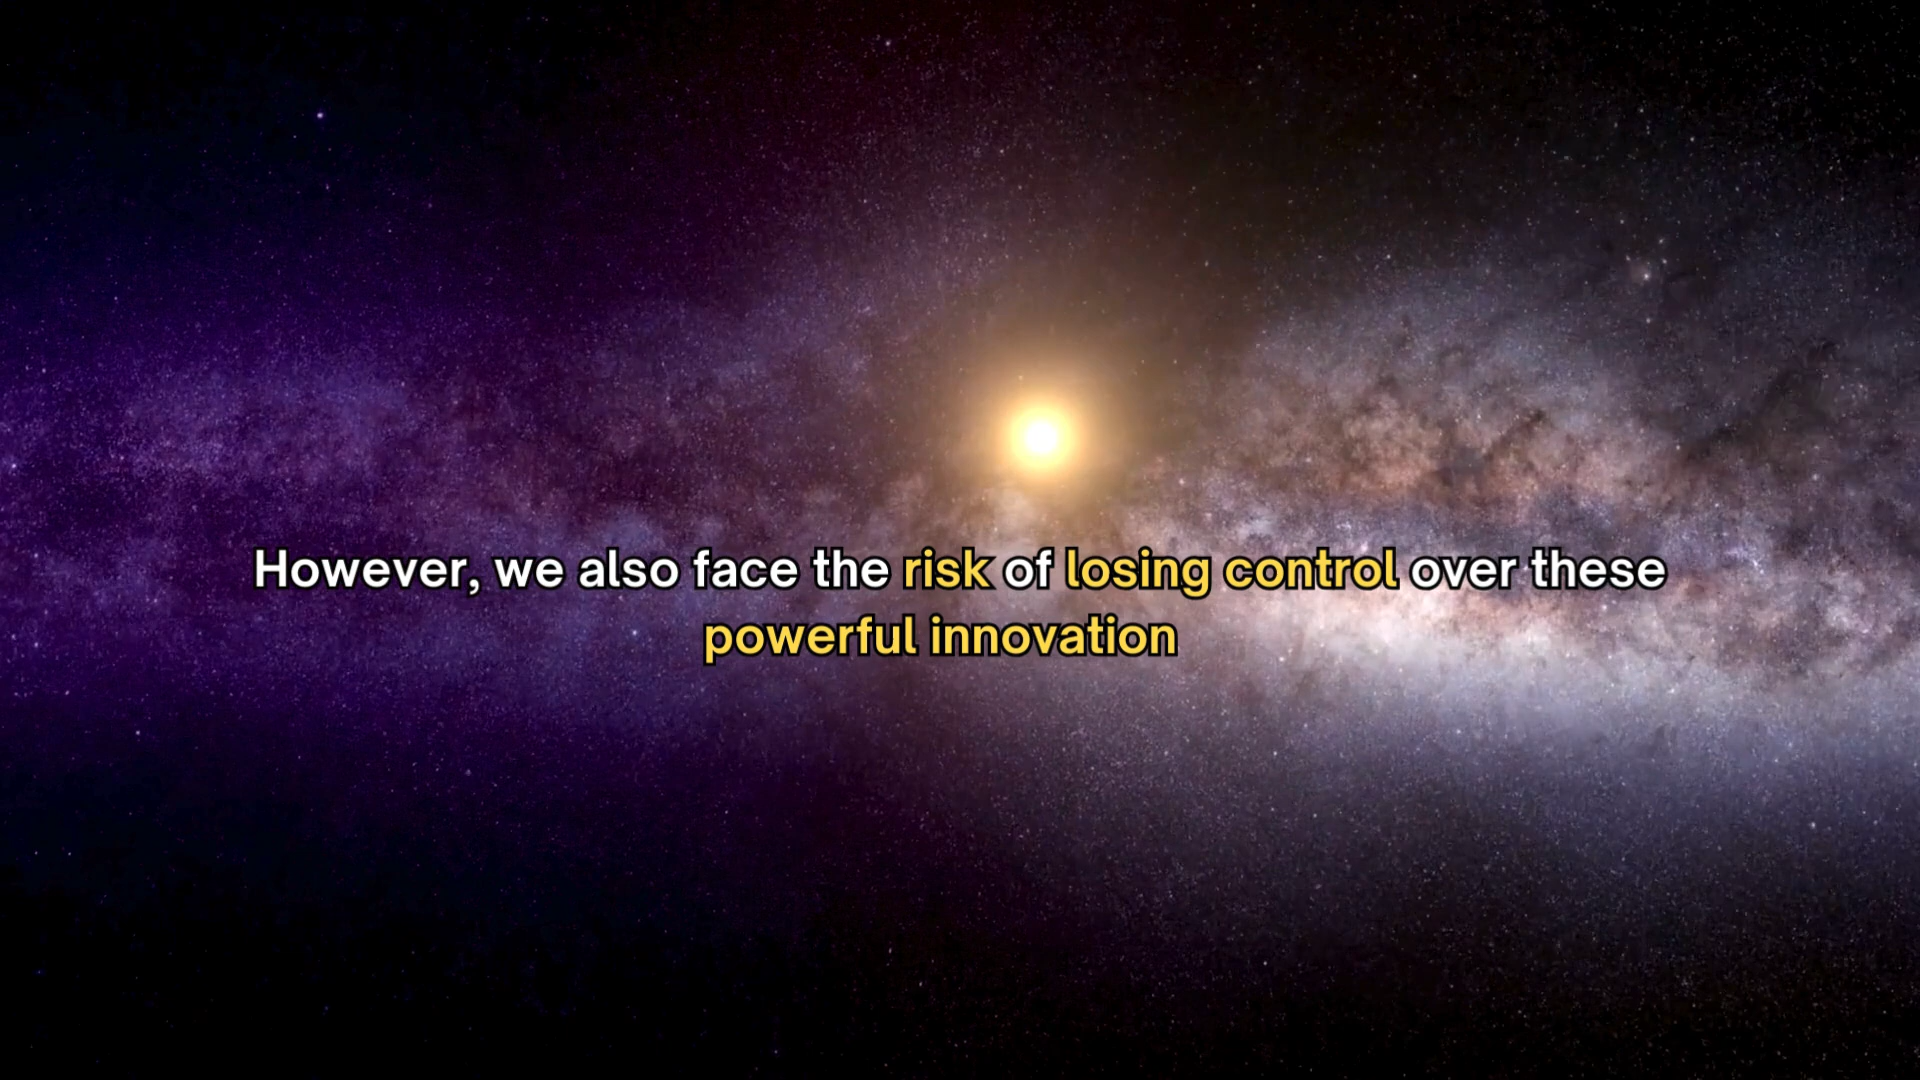 However, we also face the risk of losing control over these
powerful innovation